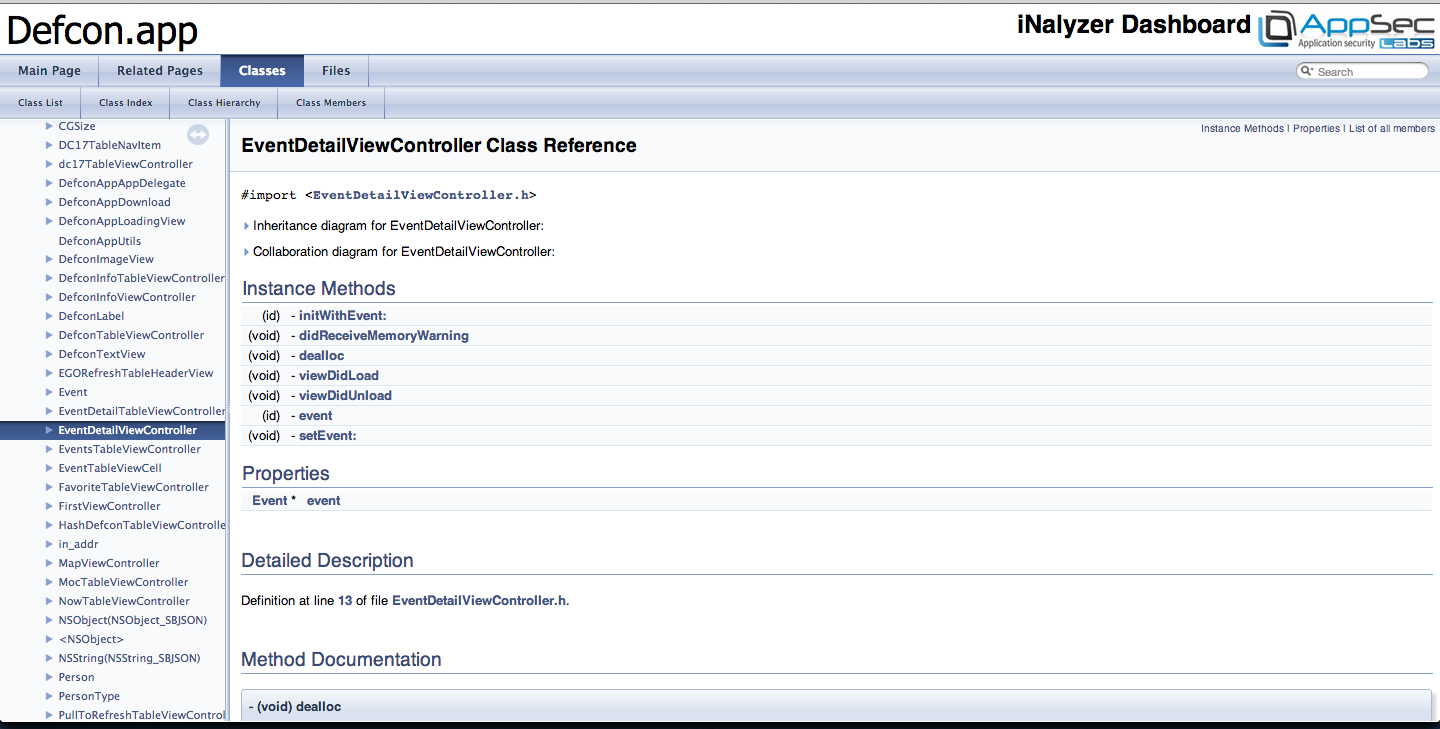 Defcon.app
iNalyzer Dashboard
AppSec
Application security Labs
Main Page
Related Pages
Classes
Files
Search
Class List
Class Index
Class Hierarchy
Class Members
CGSize
DC17TableNavItem
dc17TableViewController
DefconAppAppDelegate
DefconAppDownload
DefconAppLoadingView
DefconAppUtils
DefconImageView
DefconInfoTableViewController
DefconInfoViewController
DefconLabel
DefconTableViewController
DefconTextView
EGORefreshTableHeaderView
Event
EventDetailTableViewController
EventDetailViewController
EventsTableViewController
EventTableViewCell
FavoriteTableViewController
FirstViewController
HashDefconTableViewControlle
in_addr
MapViewController
MocTableViewController
NowTableViewController
NSObject(NSObject_SBJSON)
<NSObject>
NSString(NSString_SBJSON)
Person
PersonType
PullToRefreshTableViewControl
Instance Methods | Properties | List of all members
EventDetailViewController Class Reference
#import <EventDetailViewController.h>
Inheritance diagram for EventDetailViewController:
Collaboration diagram for EventDetailViewController:
Instance Methods
(id) - initWithEvent:
(void) - didReceiveMemoryWarning
(void) - dealloc
(void) - viewDidLoad
(void) - viewDidUnload
(id) - event
(void) - setEvent:
Properties
Event * event
Detailed Description
Definition at line 13 of file EventDetailViewController.h.
Method Documentation
- (void) dealloc